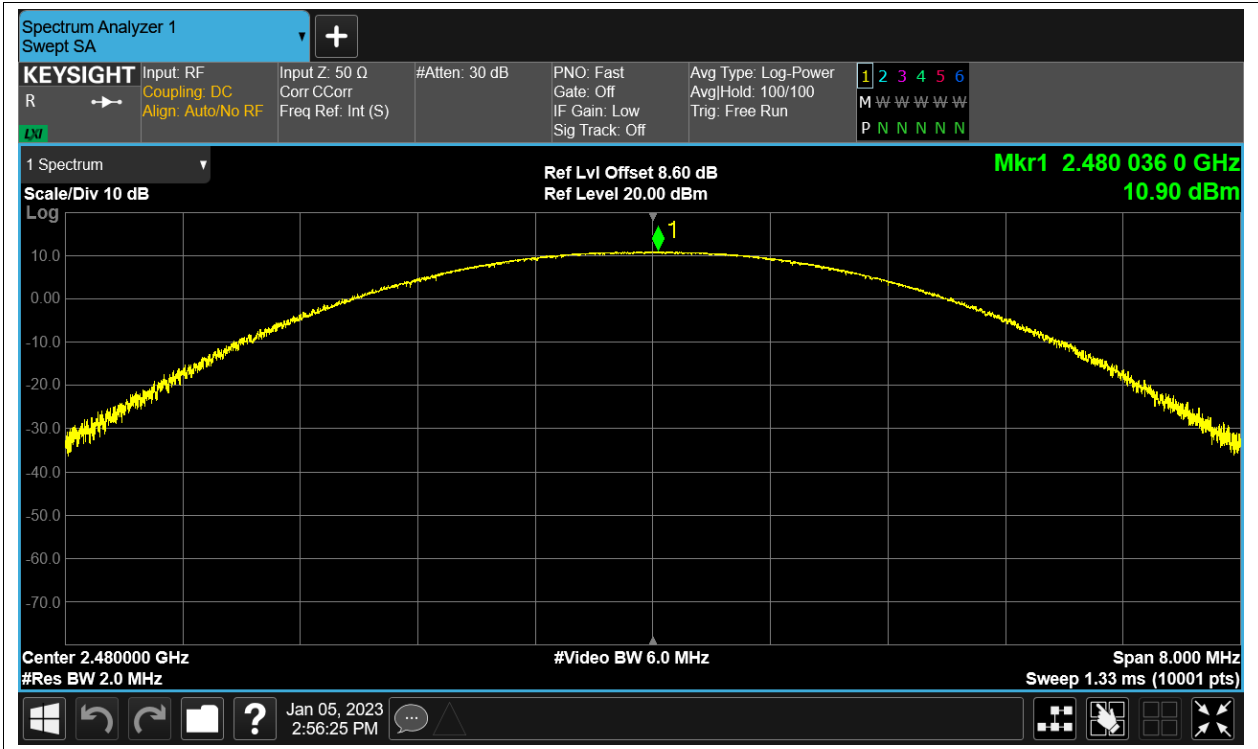 Spectrum Analyzer 1
Swept SA
+
KEYSIGHT
R
LXI
Input: RF
Coupling: DC
Align: Auto/No RF
Input Z: 50 Ω
Corr CCorr
Freq Ref: Int (S)
#Atten: 30 dB
PNO: Fast
Gate: Off
IF Gain: Low
Sig Track: Off
Avg Type: Log-Power
Avg|Hold: 100/100
Trig: Free Run
1 2 3 4 5 6
M W W W W W W
P N N N N N N
1 Spectrum
Scale/Div 10 dB
Log
Ref Lvl Offset 8.60 dB
Ref Level 20.00 dBm
Mkr1 2.480 036 0 GHz
10.90 dBm
1
10.0
0.00
-10.0
-20.0
-30.0
-40.0
-50.0
-60.0
-70.0
Center 2.480000 GHz
#Video BW 6.0 MHz
Span 8.000 MHz
#Res BW 2.0 MHz
Sweep 1.33 ms (10001 pts)
?
Jan 05, 2023
2:56:25 PM